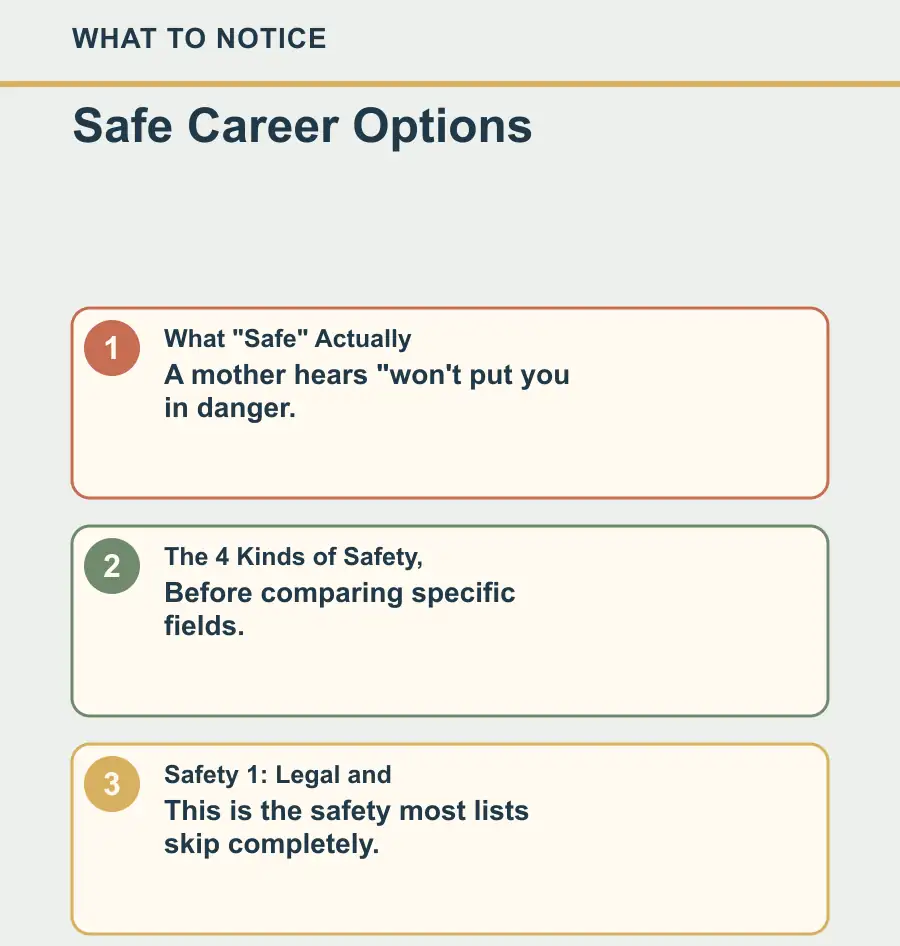 WHAT TO NOTICE
Safe Career Options
1
What "Safe" Actually
A mother hears "won't put you
in danger.
2
The 4 Kinds of Safety,
Before comparing specific
fields.
3
Safety 1: Legal and
This is the safety most lists
skip completely.